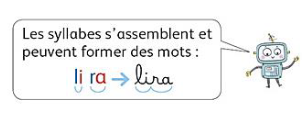 Les syllabes s'assemblent et
peuvent former des mots :
li ra → lira